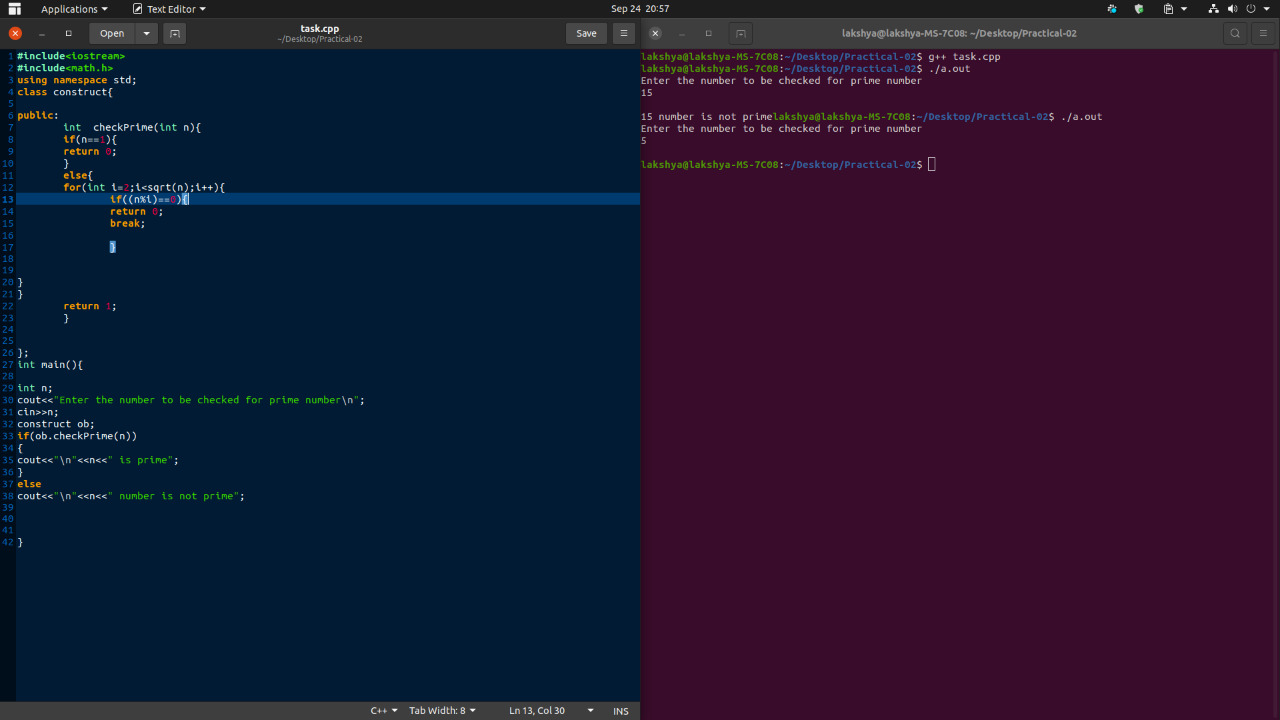 Applications Text Editor Sep 24 20:57
Open task.cpp Save
~/Desktop/Practical-02
1 #include<iostream>
2 #include<math.h>
3 using namespace std;
4 class construct{
5
6 public:
7 int  checkPrime(int n){
8 if(n==1){
9 return 0;
10 }
11 else{
12 for(int i=2;i<sqrt(n);i++){
13 if((n%i)==0){
14 return 0;
15 break;
16
17 }
18
19
20 }
21 }
22 return 1;
23 }
24
25
26 };
27 int main(){
28
29 int n;
30 cout<<"Enter the number to be checked for prime number\n";
31 cin>>n;
32 construct ob;
33 if(ob.checkPrime(n))
34 {
35 cout<<"\n"<<n<<" is prime";
36 }
37 else
38 cout<<"\n"<<n<<" number is not prime";
39
40
41
42 }
C++ Tab Width: 8 Ln 13, Col 30 INS
lakshya@lakshya-MS-7C08: ~/Desktop/Practical-02
lakshya@lakshya-MS-7C08:~/Desktop/Practical-02$ g++ task.cpp
lakshya@lakshya-MS-7C08:~/Desktop/Practical-02$ ./a.out
Enter the number to be checked for prime number
15
15 number is not primelakshya@lakshya-MS-7C08:~/Desktop/Practical-02$ ./a.out
Enter the number to be checked for prime number
5
lakshya@lakshya-MS-7C08:~/Desktop/Practical-02$